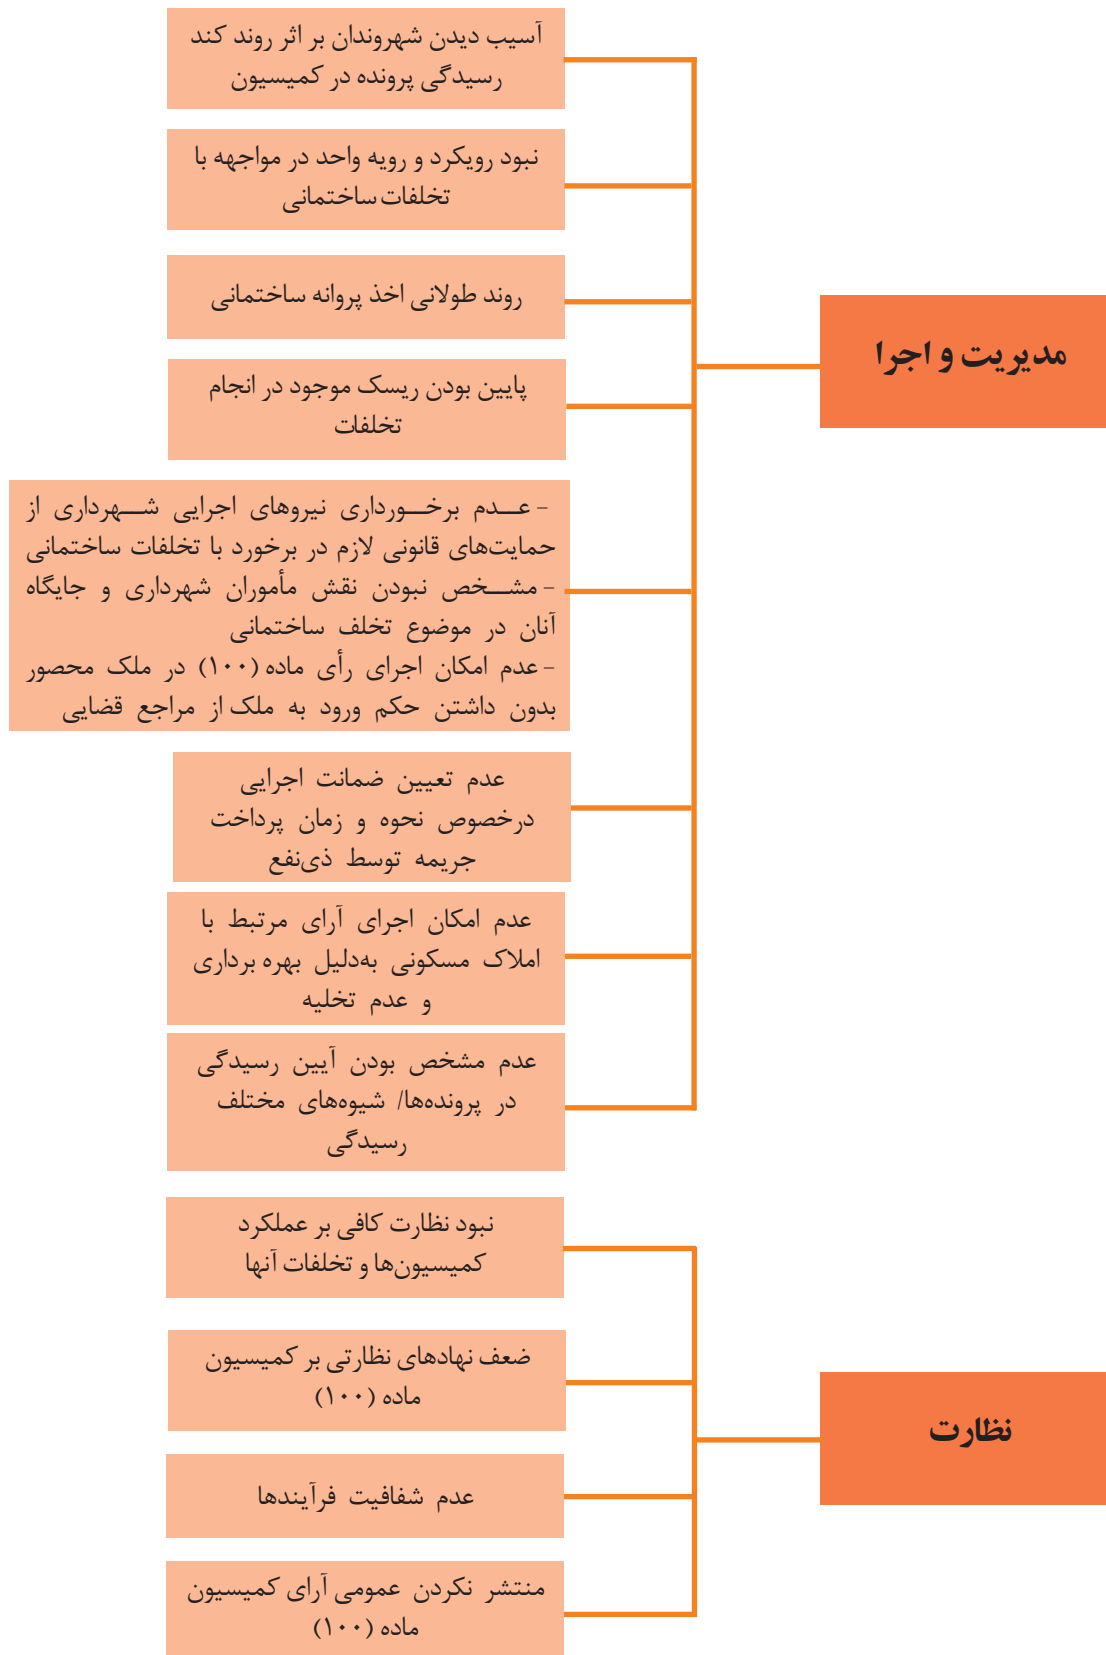 مدیریت و اجرا
آسیب دیدن شهروندان بر اثر روند کند
رسیدگی پرونده در کمیسیون
نبود رویکرد و رویه واحد در مواجهه با
تخلفات ساختمانی
روند طولانی اخذ پروانه ساختمانی
پایین بودن ریسک موجود در انجام
تخلفات
- عـــدم برخـــورداری نیروهای اجرایی شـــهرداری از
حمایت‌های قانونی لازم در برخورد با تخلفات ساختمانی
- مشـــخص نبودن نقش مأموران شهرداری و جایگاه
آنان در موضوع تخلف ساختمانی
- عدم امکان اجرای رأی ماده (۱۰۰) در ملک محصور
بدون داشتن حکم ورود به ملک از مراجع قضایی
عدم تعیین ضمانت اجرایی
درخصوص نحوه و زمان پرداخت
جریمه توسط ذی‌نفع
عدم امکان اجرای آرای مرتبط با
املاک مسکونی به‌دلیل بهره برداری
و عدم تخلیه
عدم مشخص بودن آیین رسیدگی
در پرونده‌ها/ شیوه‌های مختلف
رسیدگی
نظارت
نبود نظارت کافی بر عملکرد
کمیسیون‌ها و تخلفات آنها
ضعف نهادهای نظارتی بر کمیسیون
ماده (۱۰۰)
عدم شفافیت فرآیندها
منتشر نکردن عمومی آرای کمیسیون
ماده (۱۰۰)